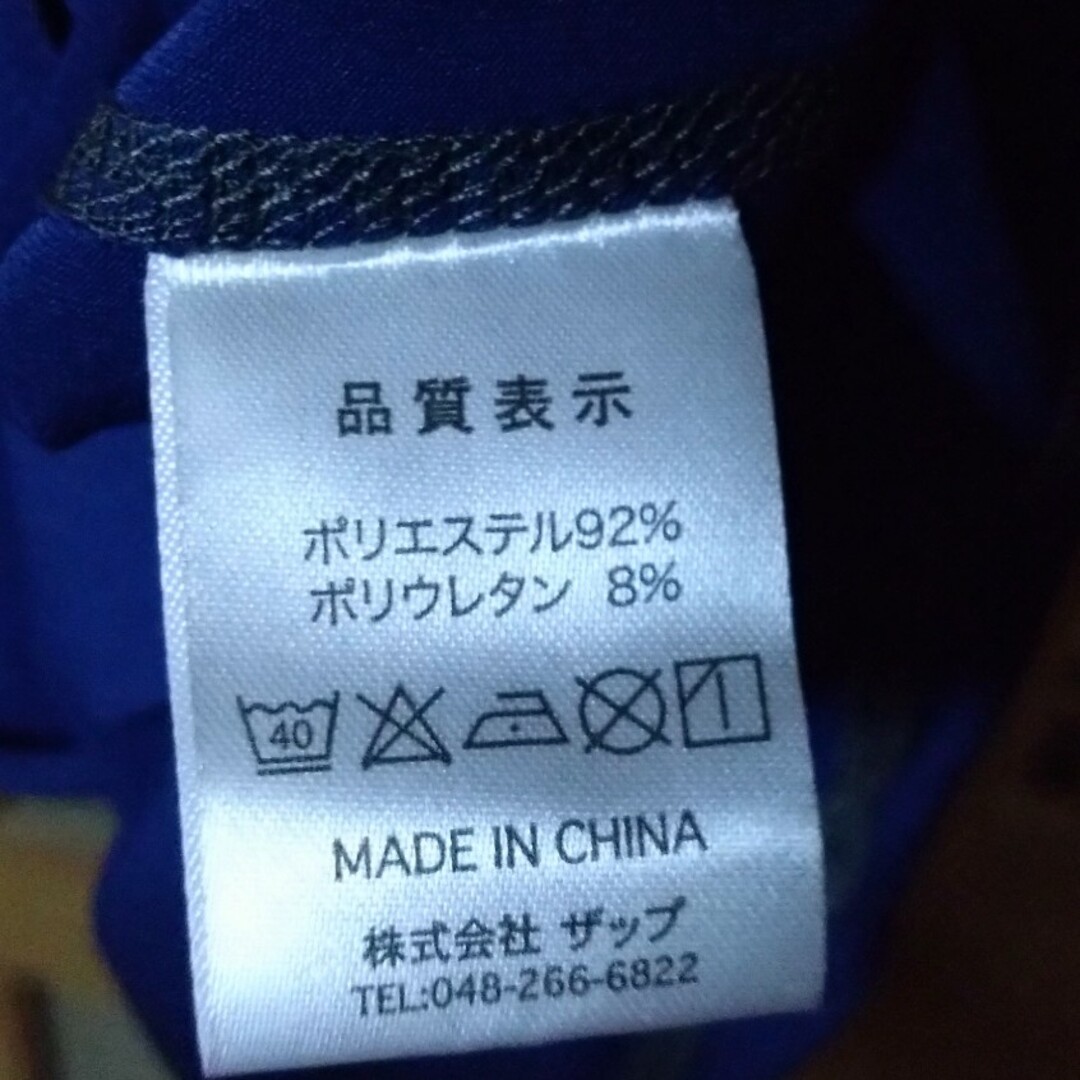 品質表示
ポリエステル92%
ポリウレタン 8%
40
MADE IN CHINA
株式会社 ザップ
TEL:048-266-6822